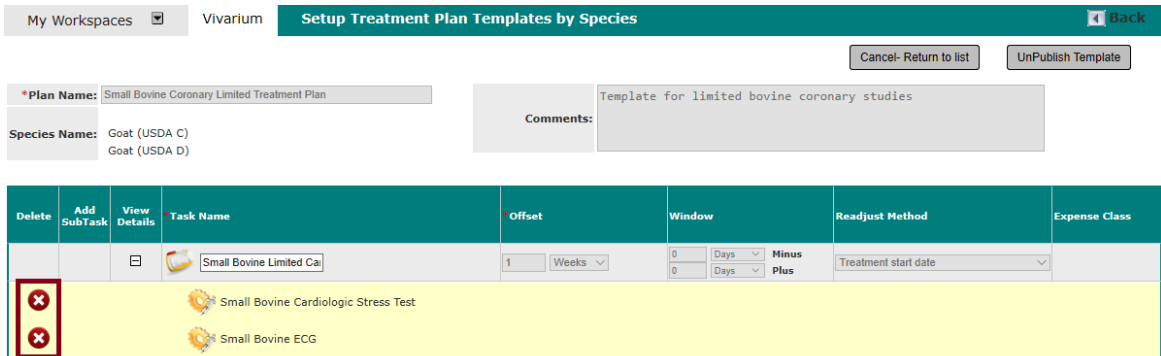 My Workspaces Vivarium Setup Treatment Plan Templates by Species Back
Cancel- Return to list UnPublish Template
*Plan Name: Small Bovine Coronary Limited Treatment Plan
Comments: Template for limited bovine coronary studies
Species Name: Goat (USDA C)
Goat (USDA D)
Delete Add SubTask View Details *Task Name *Offset Window Readjust Method Expense Class
Small Bovine Limited Car 1 Weeks 0 Days Minus Treatment start date
0 Days Plus
Small Bovine Cardiologic Stress Test
Small Bovine ECG